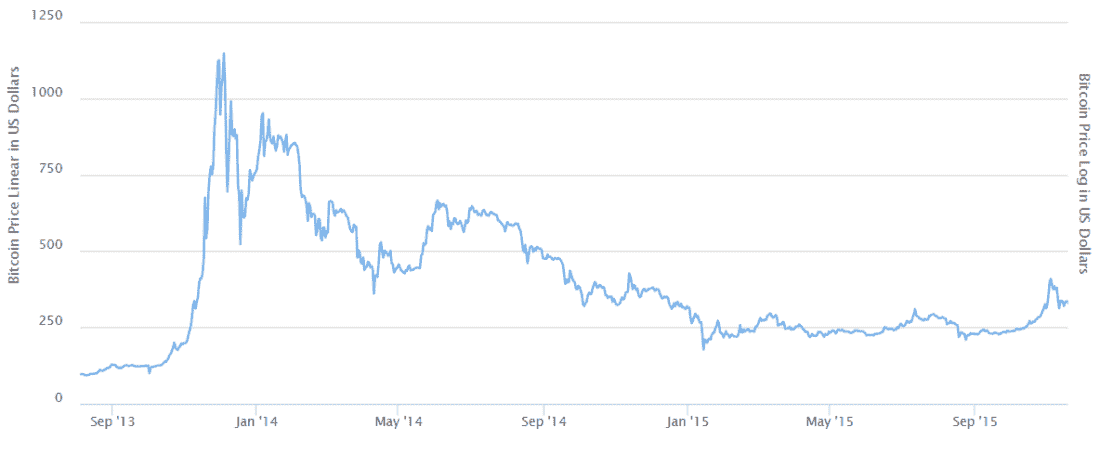 Bitcoin Price Linear in US Dollars
1250
1000
750
500
250
0
Sep '13 Jan '14 May '14 Sep '14 Jan '15 May '15 Sep '15
Bitcoin Price Log in US Dollars